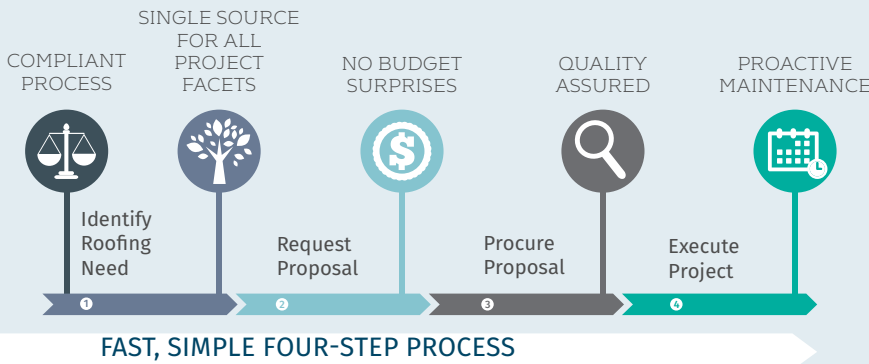 COMPLIANT
PROCESS
SINGLE SOURCE
FOR ALL
PROJECT
FACETS
NO BUDGET
SURPRISES
QUALITY
ASSURED
PROACTIVE
MAINTENANCE
$
Identify
Roofing
Need
Request
Proposal
Procure
Proposal
Execute
Project
1
2
3
4
FAST, SIMPLE FOUR-STEP PROCESS